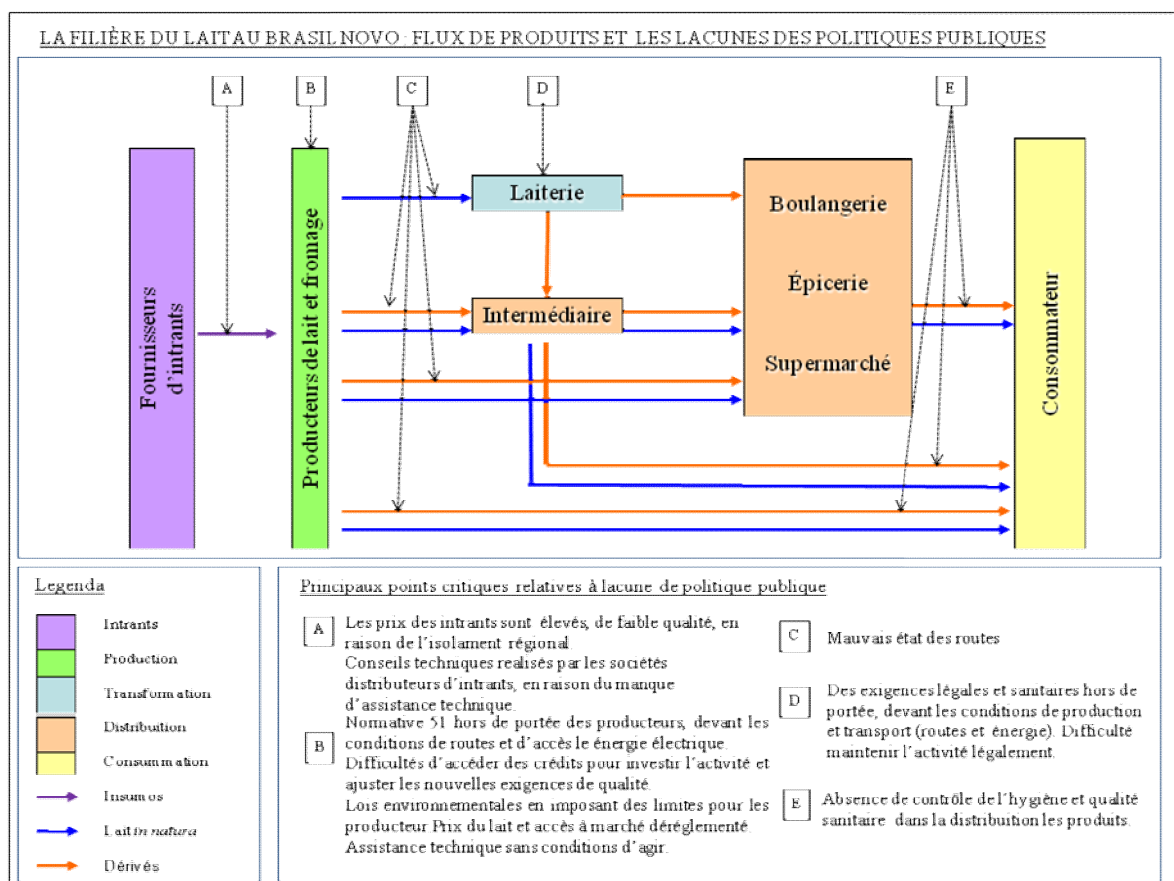 LA FILIÈRE DU LAIT AU BRASIL NOVO : FLUX DE PRODUITS ET LES LACUNES DES POLITIQUES PUBLIQUES
A
B
C
D
E
Fournisseurs
d'intrants
Producteurs de lait et fromage
Laiterie
Intermédiaire
Boulangerie
Épicerie
Supermarché
Consommateur
Legenda
Intrants
Production
Transformation
Distribution
Consummation
Insumos
Lait in natura
Dérivés
Principaux points critiques relatives à lacune de politique publique
A
Les prix des intrants sont élevés, de faible qualité, en
raison de l'isolament régional.
Conseils techniques realisés par les sociétés
distributeurs d'intrants, en raison du manque
d'assistance technique.
B
Normative 51 hors de portée des producteurs, devant les
conditions de routes et d'accès le énergie électrique.
Difficultés d'accéder des crédits pour investir l'activité et
ajuster les nouvelles exigences de qualité.
Lois environmentales en imposant des limites pour les
producteur Prix du lait et accès à marché déréglementé.
Assistance technique sans conditions d'agir.
C
Mauvais état des routes
D
Des exigences légales et sanitaires hors de
portée, devant les conditions de production
et transport (routes et énergie). Difficulté
maintenir l'activité légalement.
E
Absence de contrôle de l'hygiène et qualité
sanitaire dans la distribuition les produits.